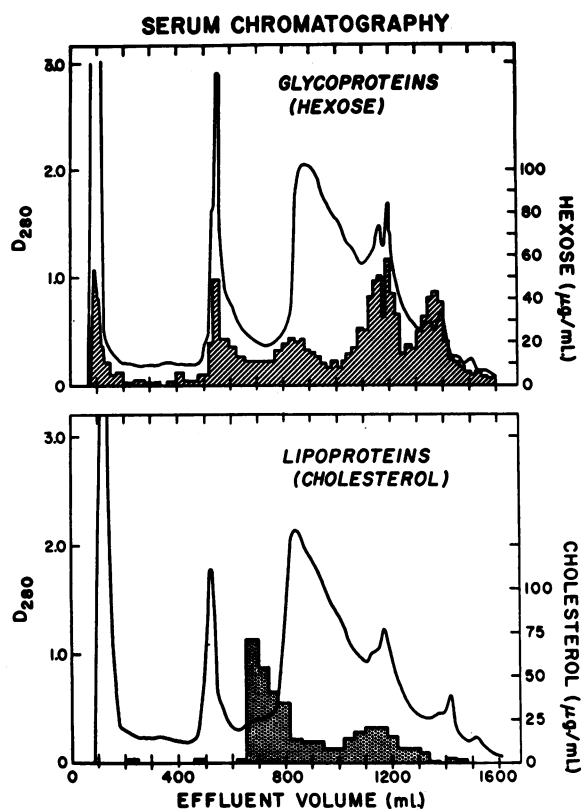 SERUM CHROMATOGRAPHY
GLYCOPROTEINS
(HEXOSE)
3.0
2.0
1.0
0
D280
100
80
60
40
20
0
HEXOSE (µg/mL)
LIPOPROTEINS
(CHOLESTEROL)
3.0
2.0
1.0
0
D280
100
75
50
25
0
CHOLESTEROL (µg/mL)
0 400 800 1200 1600
EFFLUENT VOLUME (mL)